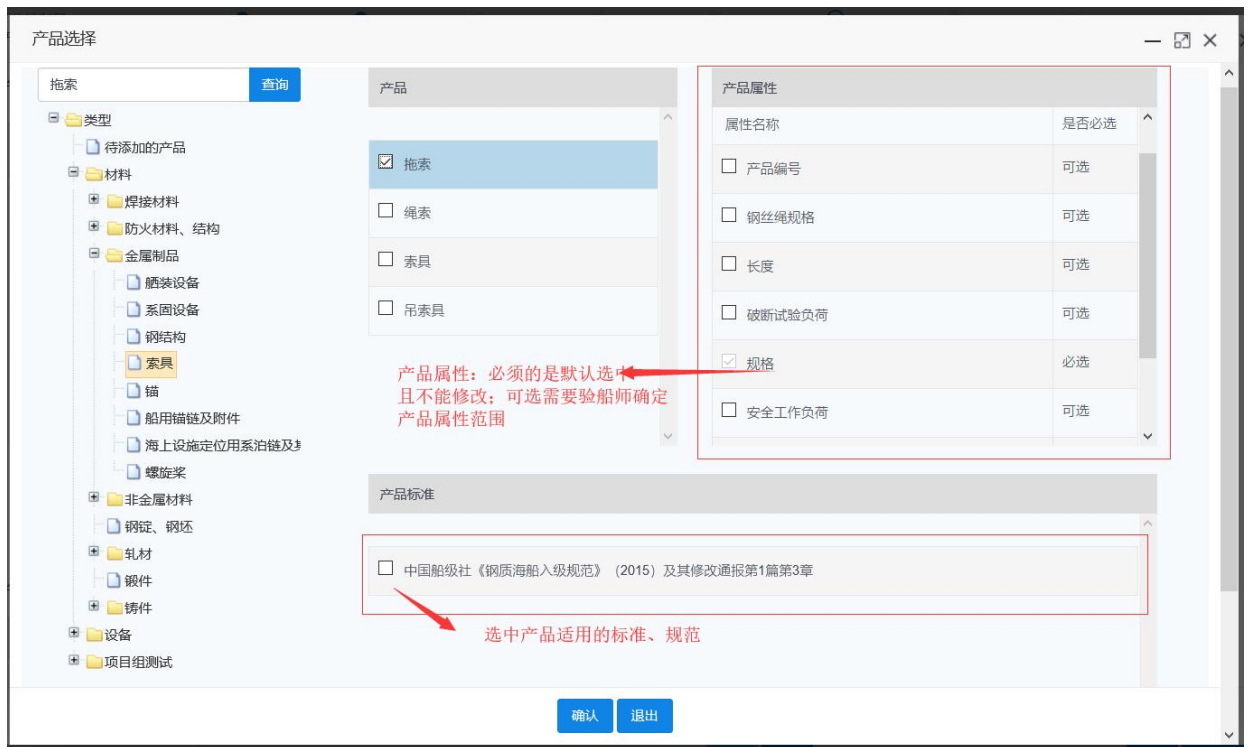 产品选择
拖索
查询
类型
待添加的产品
材料
焊接材料
防火材料、结构
金属制品
舾装设备
系固设备
钢结构
索具
锚
船用锚链及附件
海上设施定位用系泊链及
螺旋桨
非金属材料
钢锭、钢坯
轧材
锻件
铸件
设备
项目组测试
产品
拖索
绳索
索具
吊索具
产品属性:必须的是默认选中
且不能修改;可选需要验船师确定
产品属性范围
产品属性
属性名称 是否必选
产品编号 可选
钢丝绳规格 可选
长度 可选
破断试验负荷 可选
规格 必选
安全工作负荷 可选
产品标准
中国船级社《钢质海船入级规范》(2015)及其修改通报第1篇第3章
选中产品适用的标准、规范
确认
退出